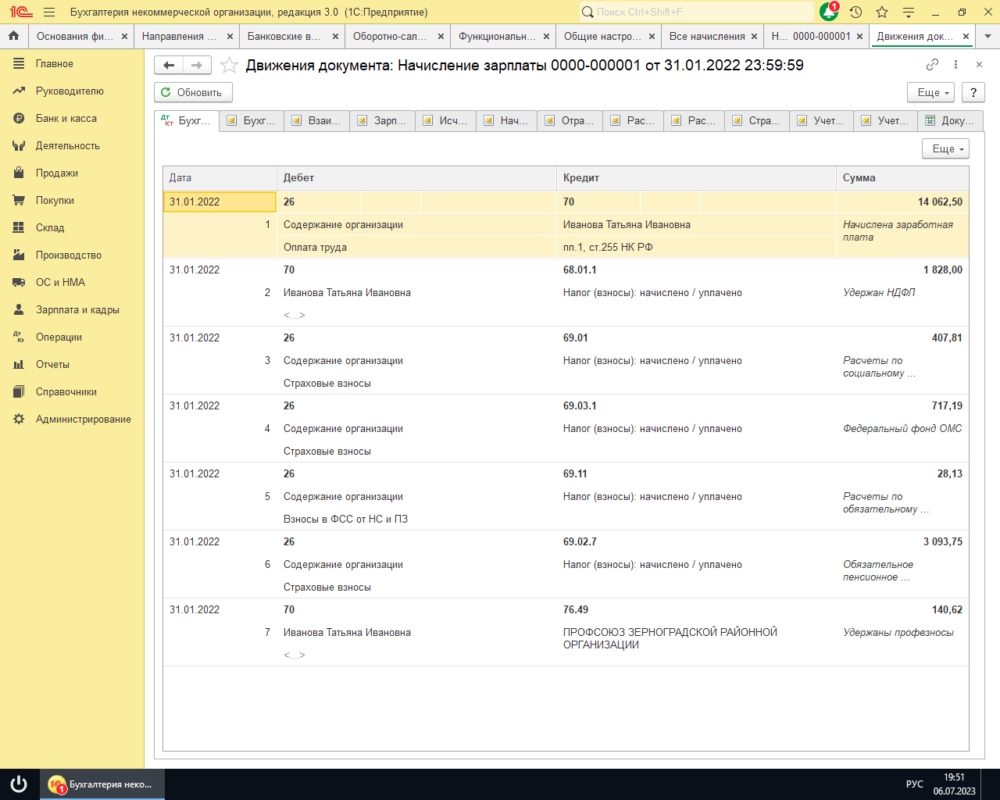 Бухгалтерия некоммерческой организации, редакция 3.0 (1С:Предприятие)
Поиск Ctrl+Shift+F
1
Основания фи...
Направления ...
Банковские в...
Оборотно-сал...
Функциональн...
Общие настро...
Все начисления
Н... 0000-000001
Движения док...
Главное
Руководителю
Банк и касса
Деятельность
Продажи
Покупки
Склад
Производство
ОС и НМА
Зарплата и кадры
Операции
Отчеты
Справочники
Администрирование
Движения документа: Начисление зарплаты 0000-000001 от 31.01.2022 23:59:59
Обновить
Еще
?
Дт Кт Бухг...
Бухг...
Взаи...
Зарп...
Исч...
Нач...
Отра...
Рас...
Рас...
Стра...
Учет...
Учет...
Доку...
Еще
Дата Дебет Кредит Сумма
31.01.2022 26 70 14 062,50
1 Содержание организации Иванова Татьяна Ивановна Начислена заработная
плата
Оплата труда пп.1, ст.255 НК РФ
31.01.2022 70 68.01.1 1 828,00
2 Иванова Татьяна Ивановна Налог (взносы): начислено / уплачено Удержан НДФЛ
<...>
31.01.2022 26 69.01 407,81
3 Содержание организации Налог (взносы): начислено / уплачено Расчеты по
социальному ...
Страховые взносы
31.01.2022 26 69.03.1 717,19
4 Содержание организации Налог (взносы): начислено / уплачено Федеральный фонд ОМС
Страховые взносы
31.01.2022 26 69.11 28,13
5 Содержание организации Налог (взносы): начислено / уплачено Расчеты по
обязательному ...
Взносы в ФСС от НС и ПЗ
31.01.2022 26 69.02.7 3 093,75
6 Содержание организации Налог (взносы): начислено / уплачено Обязательное
пенсионное ...
Страховые взносы
31.01.2022 70 76.49 140,62
7 Иванова Татьяна Ивановна ПРОФСОЮЗ ЗЕРНОГРАДСКОЙ РАЙОННОЙ Удержаны профвзносы
ОРГАНИЗАЦИИ
<...>
1 Бухгалтерия неко...
РУС
19:51
06.07.2023